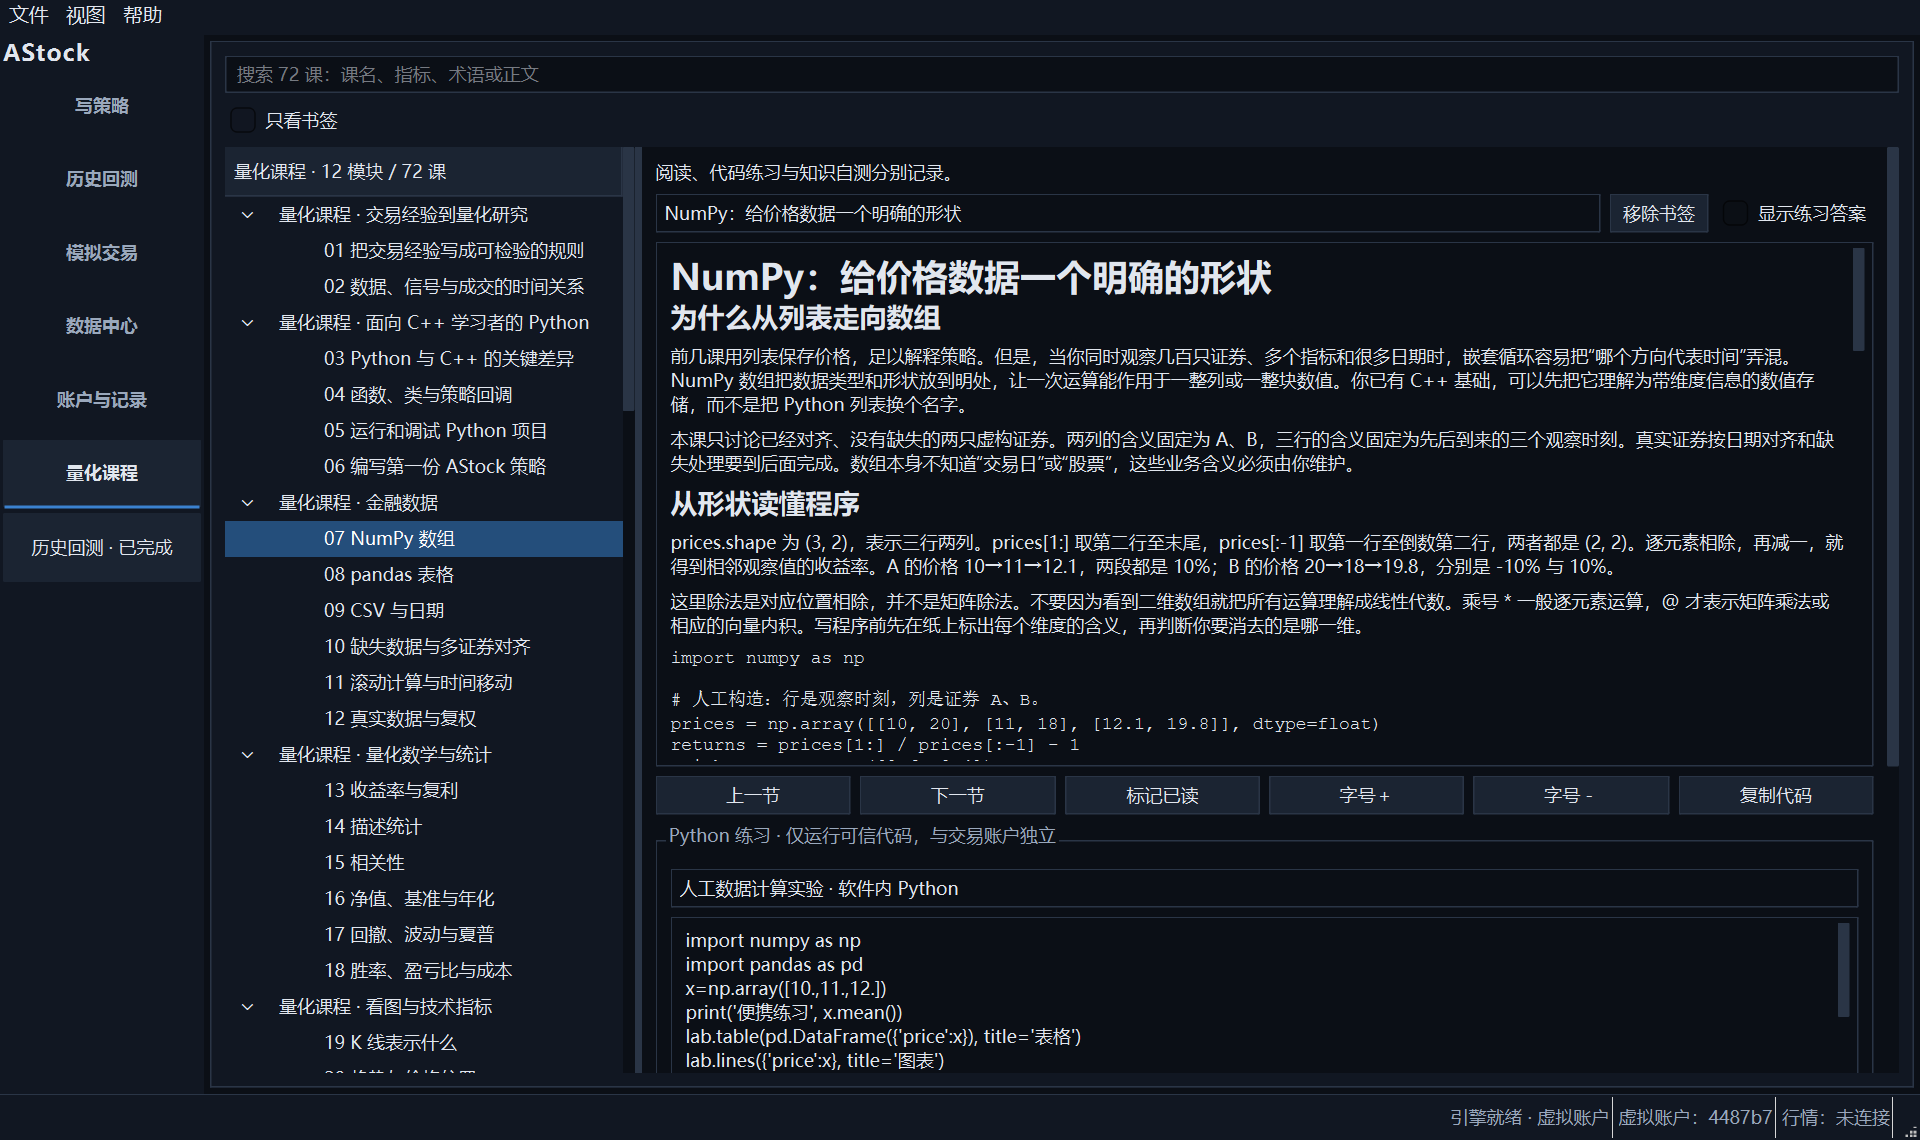 文件 视图 帮助
AStock
写策略
历史回测
模拟交易
数据中心
账户与记录
量化课程
历史回测 · 已完成
搜索 72 课：课名、指标、术语或正文
只看书签
量化课程 · 12 模块 / 72 课
量化课程 · 交易经验到量化研究
01 把交易经验写成可检验的规则
02 数据、信号与成交的时间关系
量化课程 · 面向 C++ 学习者的 Python
03 Python 与 C++ 的关键差异
04 函数、类与策略回调
05 运行和调试 Python 项目
06 编写第一份 AStock 策略
量化课程 · 金融数据
07 NumPy 数组
08 pandas 表格
09 CSV 与日期
10 缺失数据与多证券对齐
11 滚动计算与时间移动
12 真实数据与复权
量化课程 · 量化数学与统计
13 收益率与复利
14 描述统计
15 相关性
16 净值、基准与年化
17 回撤、波动与夏普
18 胜率、盈亏比与成本
量化课程 · 看图与技术指标
19 K 线表示什么
阅读、代码练习与知识自测分别记录。
NumPy：给价格数据一个明确的形状
移除书签
显示练习答案
NumPy：给价格数据一个明确的形状
为什么从列表走向数组
前几课用列表保存价格，足以解释策略。但是，当你同时观察几百只证券、多个指标和很多日期时，嵌套循环容易把“哪个方向代表时间”弄混。
NumPy 数组把数据类型和形状放到明处，让一次运算能作用于一整列或一整块数值。你已有 C++ 基础，可以先把它理解为带维度信息的数值存
储，而不是把 Python 列表换个名字。
本课只讨论已经对齐、没有缺失的两只虚构证券。两列的含义固定为 A、B，三行的含义固定为先后到来的三个观察时刻。真实证券按日期对齐和缺
失处理要到后面完成。数组本身不知道“交易日”或“股票”，这些业务含义必须由你维护。
从形状读懂程序
prices.shape 为 (3, 2)，表示三行两列。prices[1:] 取第二行至末尾，prices[:-1] 取第一行至倒数第二行，两者都是 (2, 2)。逐元素相除，再减一，就
得到相邻观察值的收益率。A 的价格 10→11→12.1，两段都是 10%；B 的价格 20→18→19.8，分别是 -10% 与 10%。
这里除法是对应位置相除，并不是矩阵除法。不要因为看到二维数组就把所有运算理解成线性代数。乘号 * 一般逐元素运算，@ 才表示矩阵乘法或
相应的向量内积。写程序前先在纸上标出每个维度的含义，再判断你要消去的是哪一维。
import numpy as np
# 人工构造：行是观察时刻，列是证券 A、B。
prices = np.array([[10, 20], [11, 18], [12.1, 19.8]], dtype=float)
returns = prices[1:] / prices[:-1] - 1
上一节
下一节
标记已读
字号 +
字号 -
复制代码
Python 练习 · 仅运行可信代码，与交易账户独立
人工数据计算实验 · 软件内 Python
import numpy as np
import pandas as pd
x=np.array([10.,11.,12.])
print('便携练习', x.mean())
lab.table(pd.DataFrame({'price':x}), title='表格')
lab.lines({'price':x}, title='图表')
引擎就绪 · 虚拟账户
虚拟账户：4487b7
行情：未连接